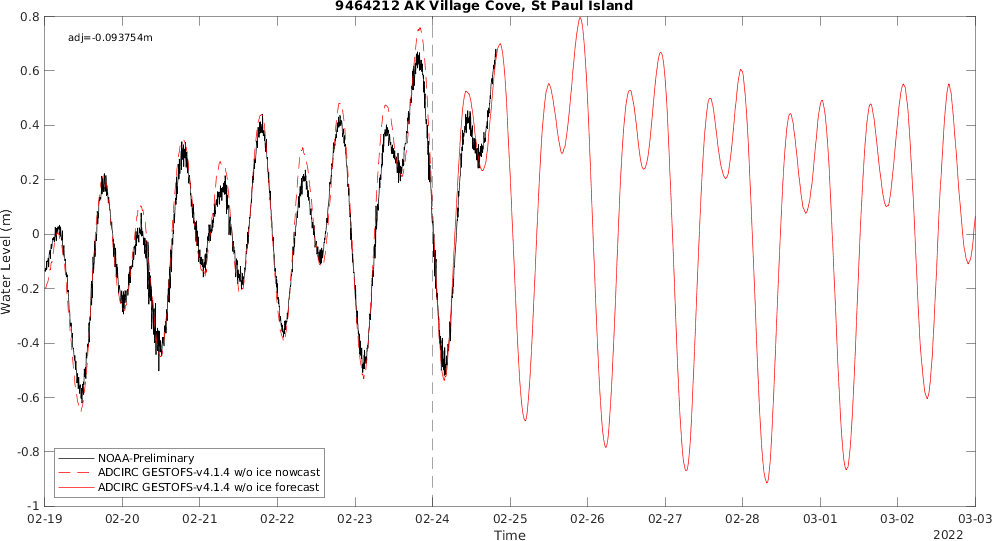 9464212 AK Village Cove, St Paul Island
adj=-0.093754m
0.8
0.6
0.4
0.2
0
-0.2
-0.4
-0.6
-0.8
-1
Water Level (m)
NOAA-Preliminary
ADCIRC GESTOFS-v4.1.4 w/o ice nowcast
ADCIRC GESTOFS-v4.1.4 w/o ice forecast
02-19 02-20 02-21 02-22 02-23 02-24 02-25 02-26 02-27 02-28 03-01 03-02 03-03
Time
2022